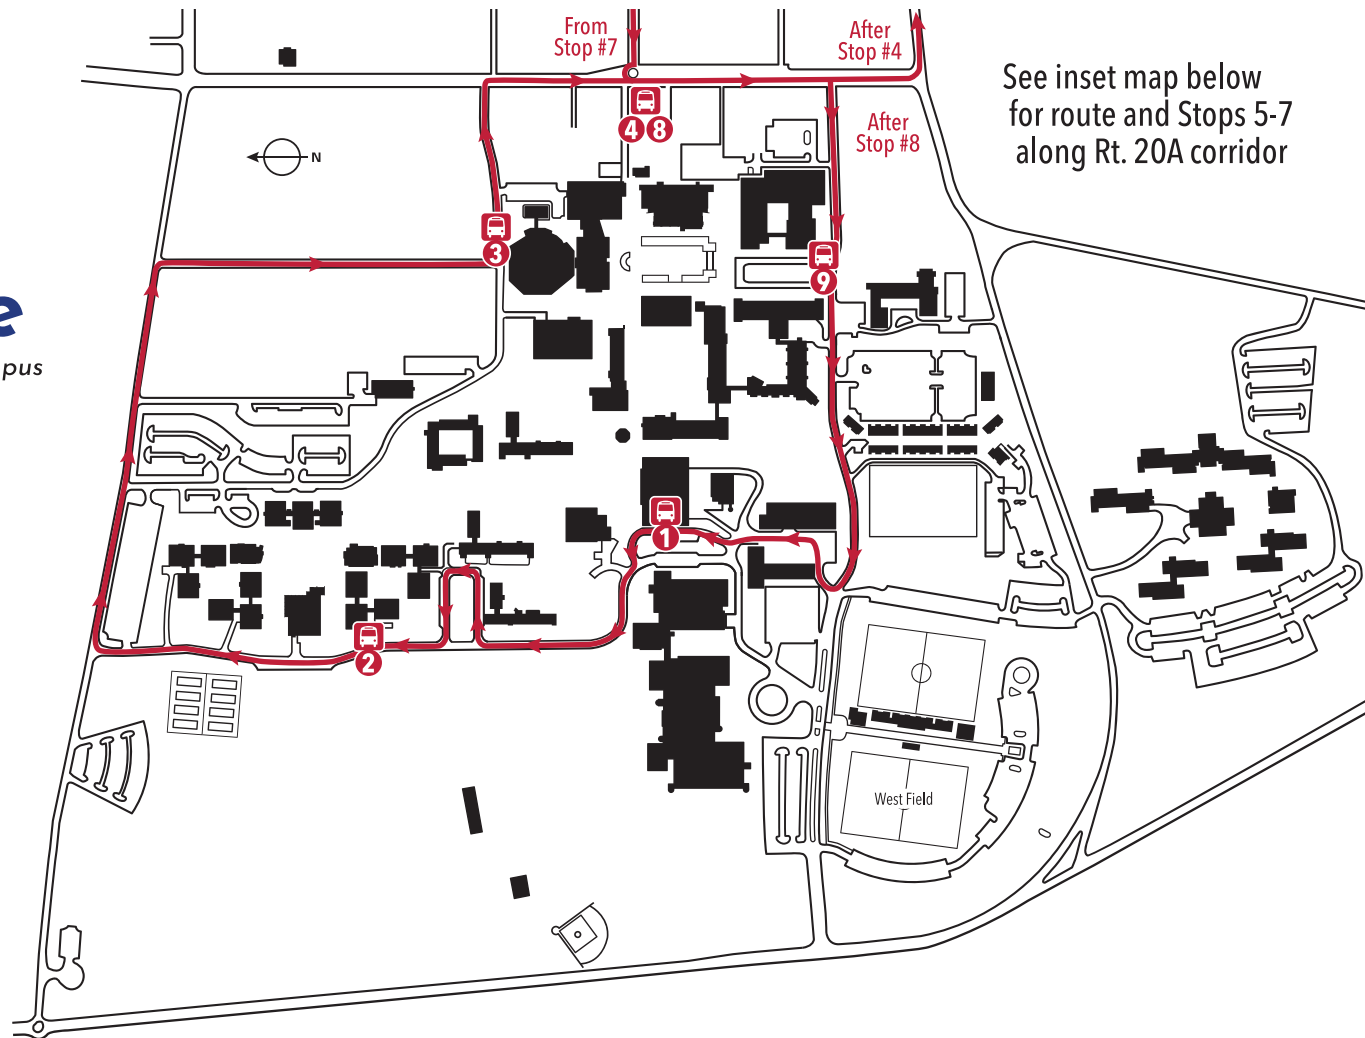 From
Stop #7
After
Stop #4
See inset map below
for route and Stops 5-7
along Rt. 20A corridor
4 8
After
Stop #8
N
3
9
e
pus
1
2
West Field